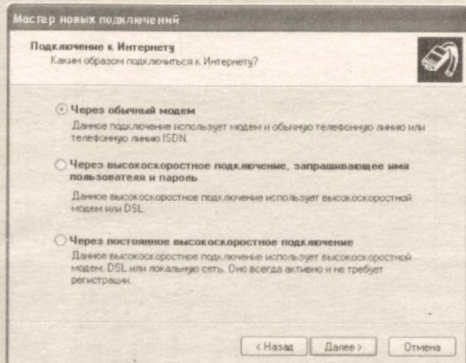 Мастер новых подключений
Подключение к Интернету
Каким образом подключиться к Интернету?
Через обычный модем
Данное подключение использует модем и обычную телефонную линию или
телефонную линию ISDN.
Через высокоскоростное подключение, запрашивающее имя
пользователя и пароль
Данное высокоскоростное подключение использует высокоскоростной
модем или DSL.
Через постоянное высокоскоростное подключение
Данное высокоскоростное подключение использует высокоскоростной
модем, DSL или локальную сеть. Оно всегда активно и не требует
регистрации.
< Назад Далее > Отмена